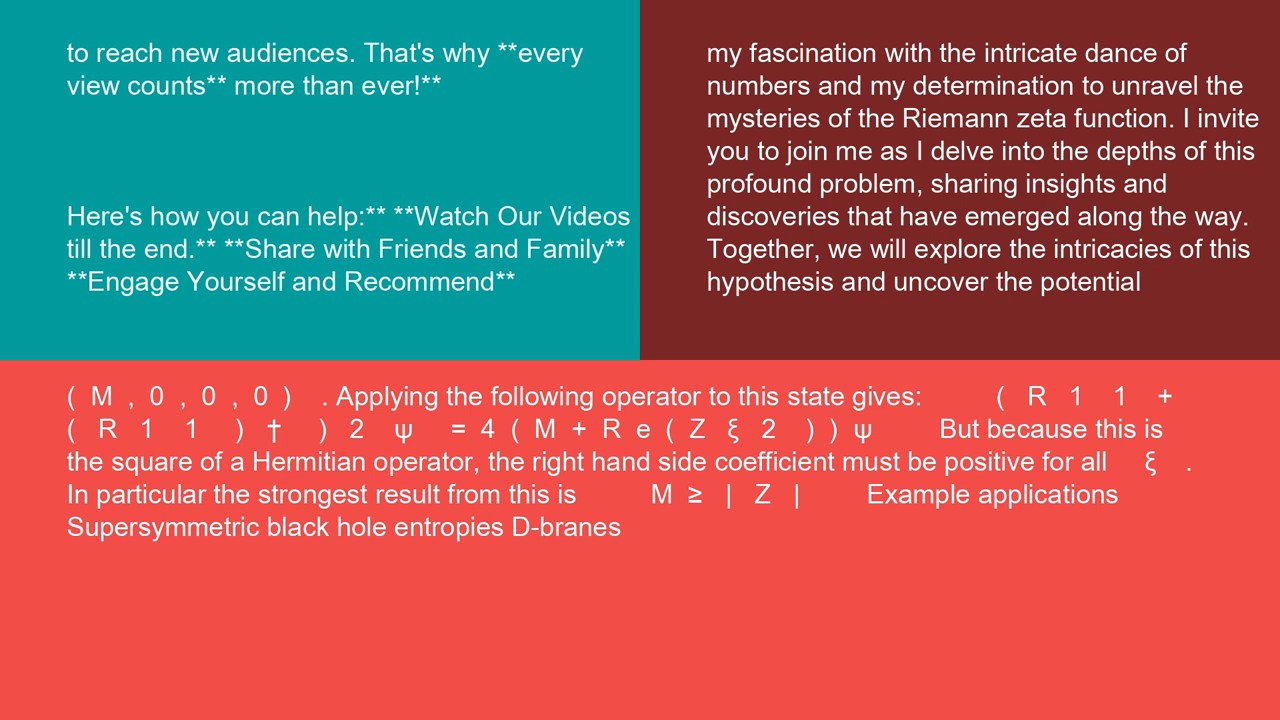 to reach new audiences. That's why **every
view counts** more than ever!**
Here's how you can help:** **Watch Our Videos
till the end.** **Share with Friends and Family**
**Engage Yourself and Recommend**
my fascination with the intricate dance of
numbers and my determination to unravel the
mysteries of the Riemann zeta function. I invite
you to join me as I delve into the depths of this
profound problem, sharing insights and
discoveries that have emerged along the way.
Together, we will explore the intricacies of this
hypothesis and uncover the potential
( M , 0 , 0 , 0 ) . Applying the following operator to this state gives: ( R 1 1 +
( R 1 1 ) † ) 2 ψ = 4 ( M + R e ( Z ξ 2 ) ) ψ But because this is
the square of a Hermitian operator, the right hand side coefficient must be positive for all ξ .
In particular the strongest result from this is M ≥ | Z | Example applications
Supersymmetric black hole entropies D-branes